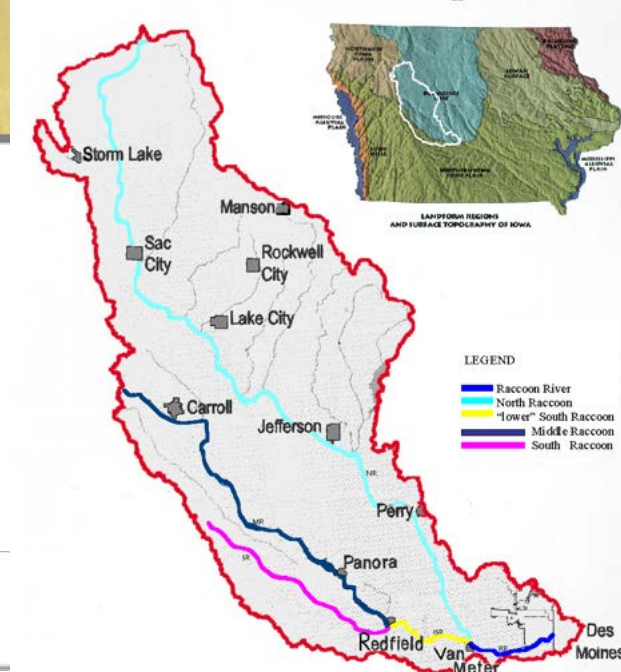 Storm Lake
Manson
Sac
City
Rockwell
City
Lake City
Carroll
Jefferson
NR
Perry
MR
Panora
SR
Redfield
Van
Meter
RR
Des
Moines
LANDFORM REGIONS
AND SURFACE TOPOGRAPHY OF IOWA
LEGEND
Raccoon River
North Raccoon
"lower" South Raccoon
Middle Raccoon
South Raccoon